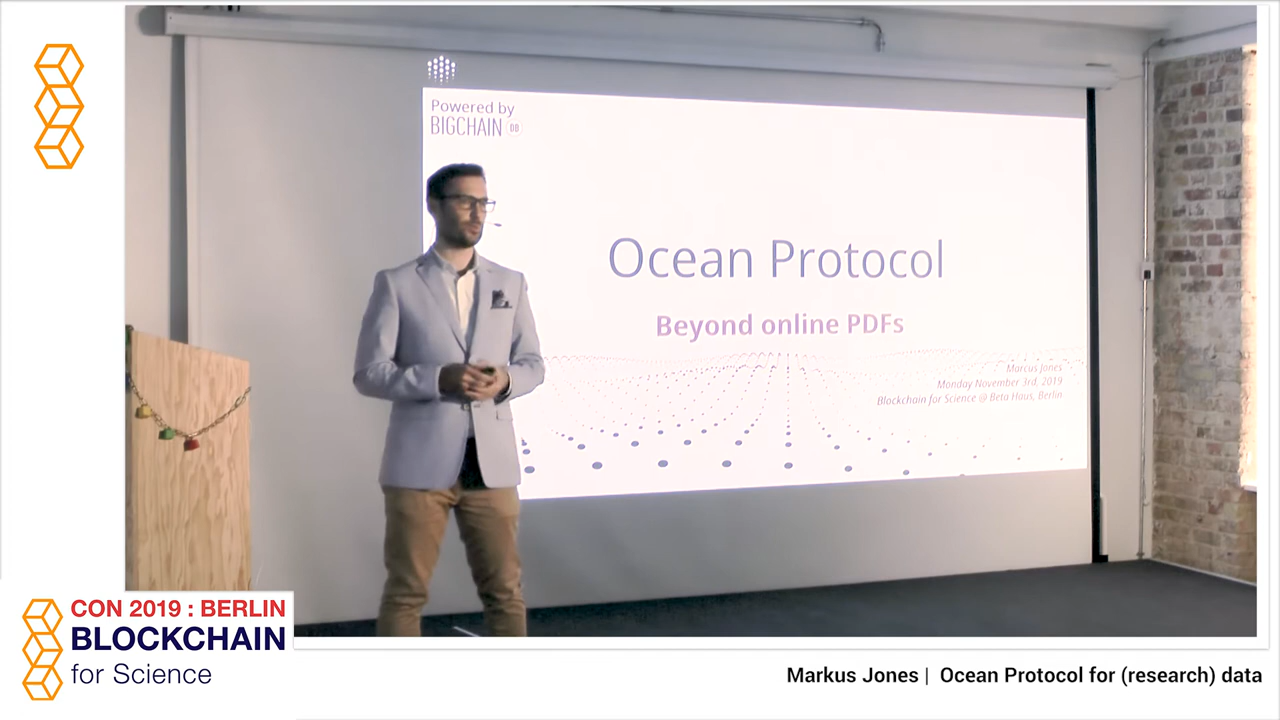 Powered by
BIGCHAIN DB
Ocean Protocol
Beyond online PDFs
Marcus Jones
Monday November 3rd, 2019
Blockchain for Science @ Beta Haus, Berlin
CON 2019 : BERLIN
BLOCKCHAIN
for Science
Markus Jones | Ocean Protocol for (research) data